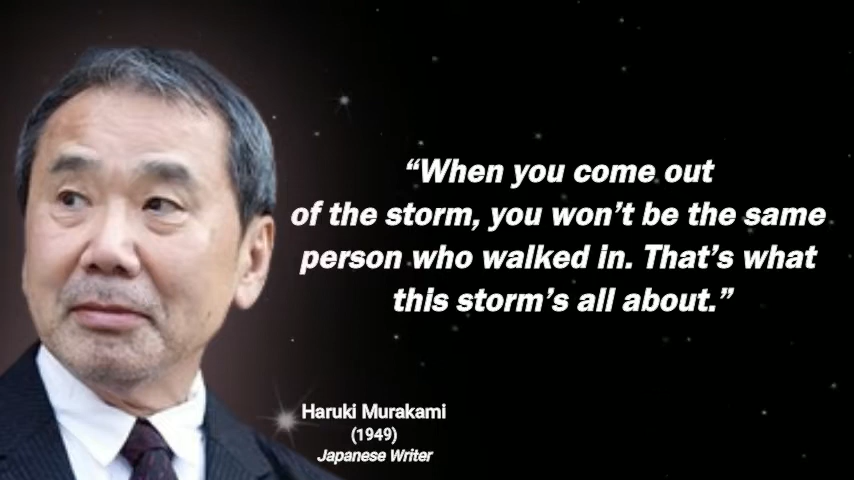 “When you come out
of the storm, you won’t be the same
person who walked in. That’s what
this storm’s all about.”
Haruki Murakami
(1949)
Japanese Writer